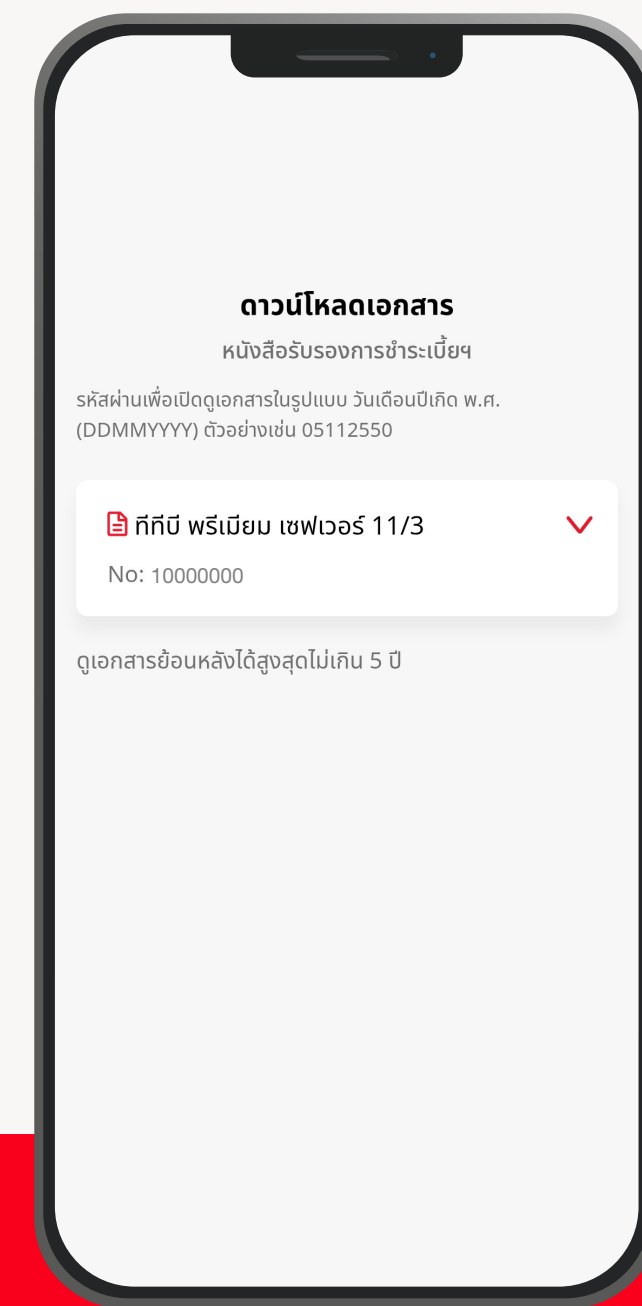 ดาวน์โหลดเอกสาร
หนังสือรับรองการชำระเบี้ยฯ
รหัสผ่านเพื่อเปิดดูเอกสารในรูปแบบ วันเดือนปีเกิด พ.ศ.
(DDMMYYYY) ตัวอย่างเช่น 05112550
ทีทีบี พรีเมียม เซฟเวอร์ 11/3
No: 10000000
ดูเอกสารย้อนหลังได้สูงสุดไม่เกิน 5 ปี